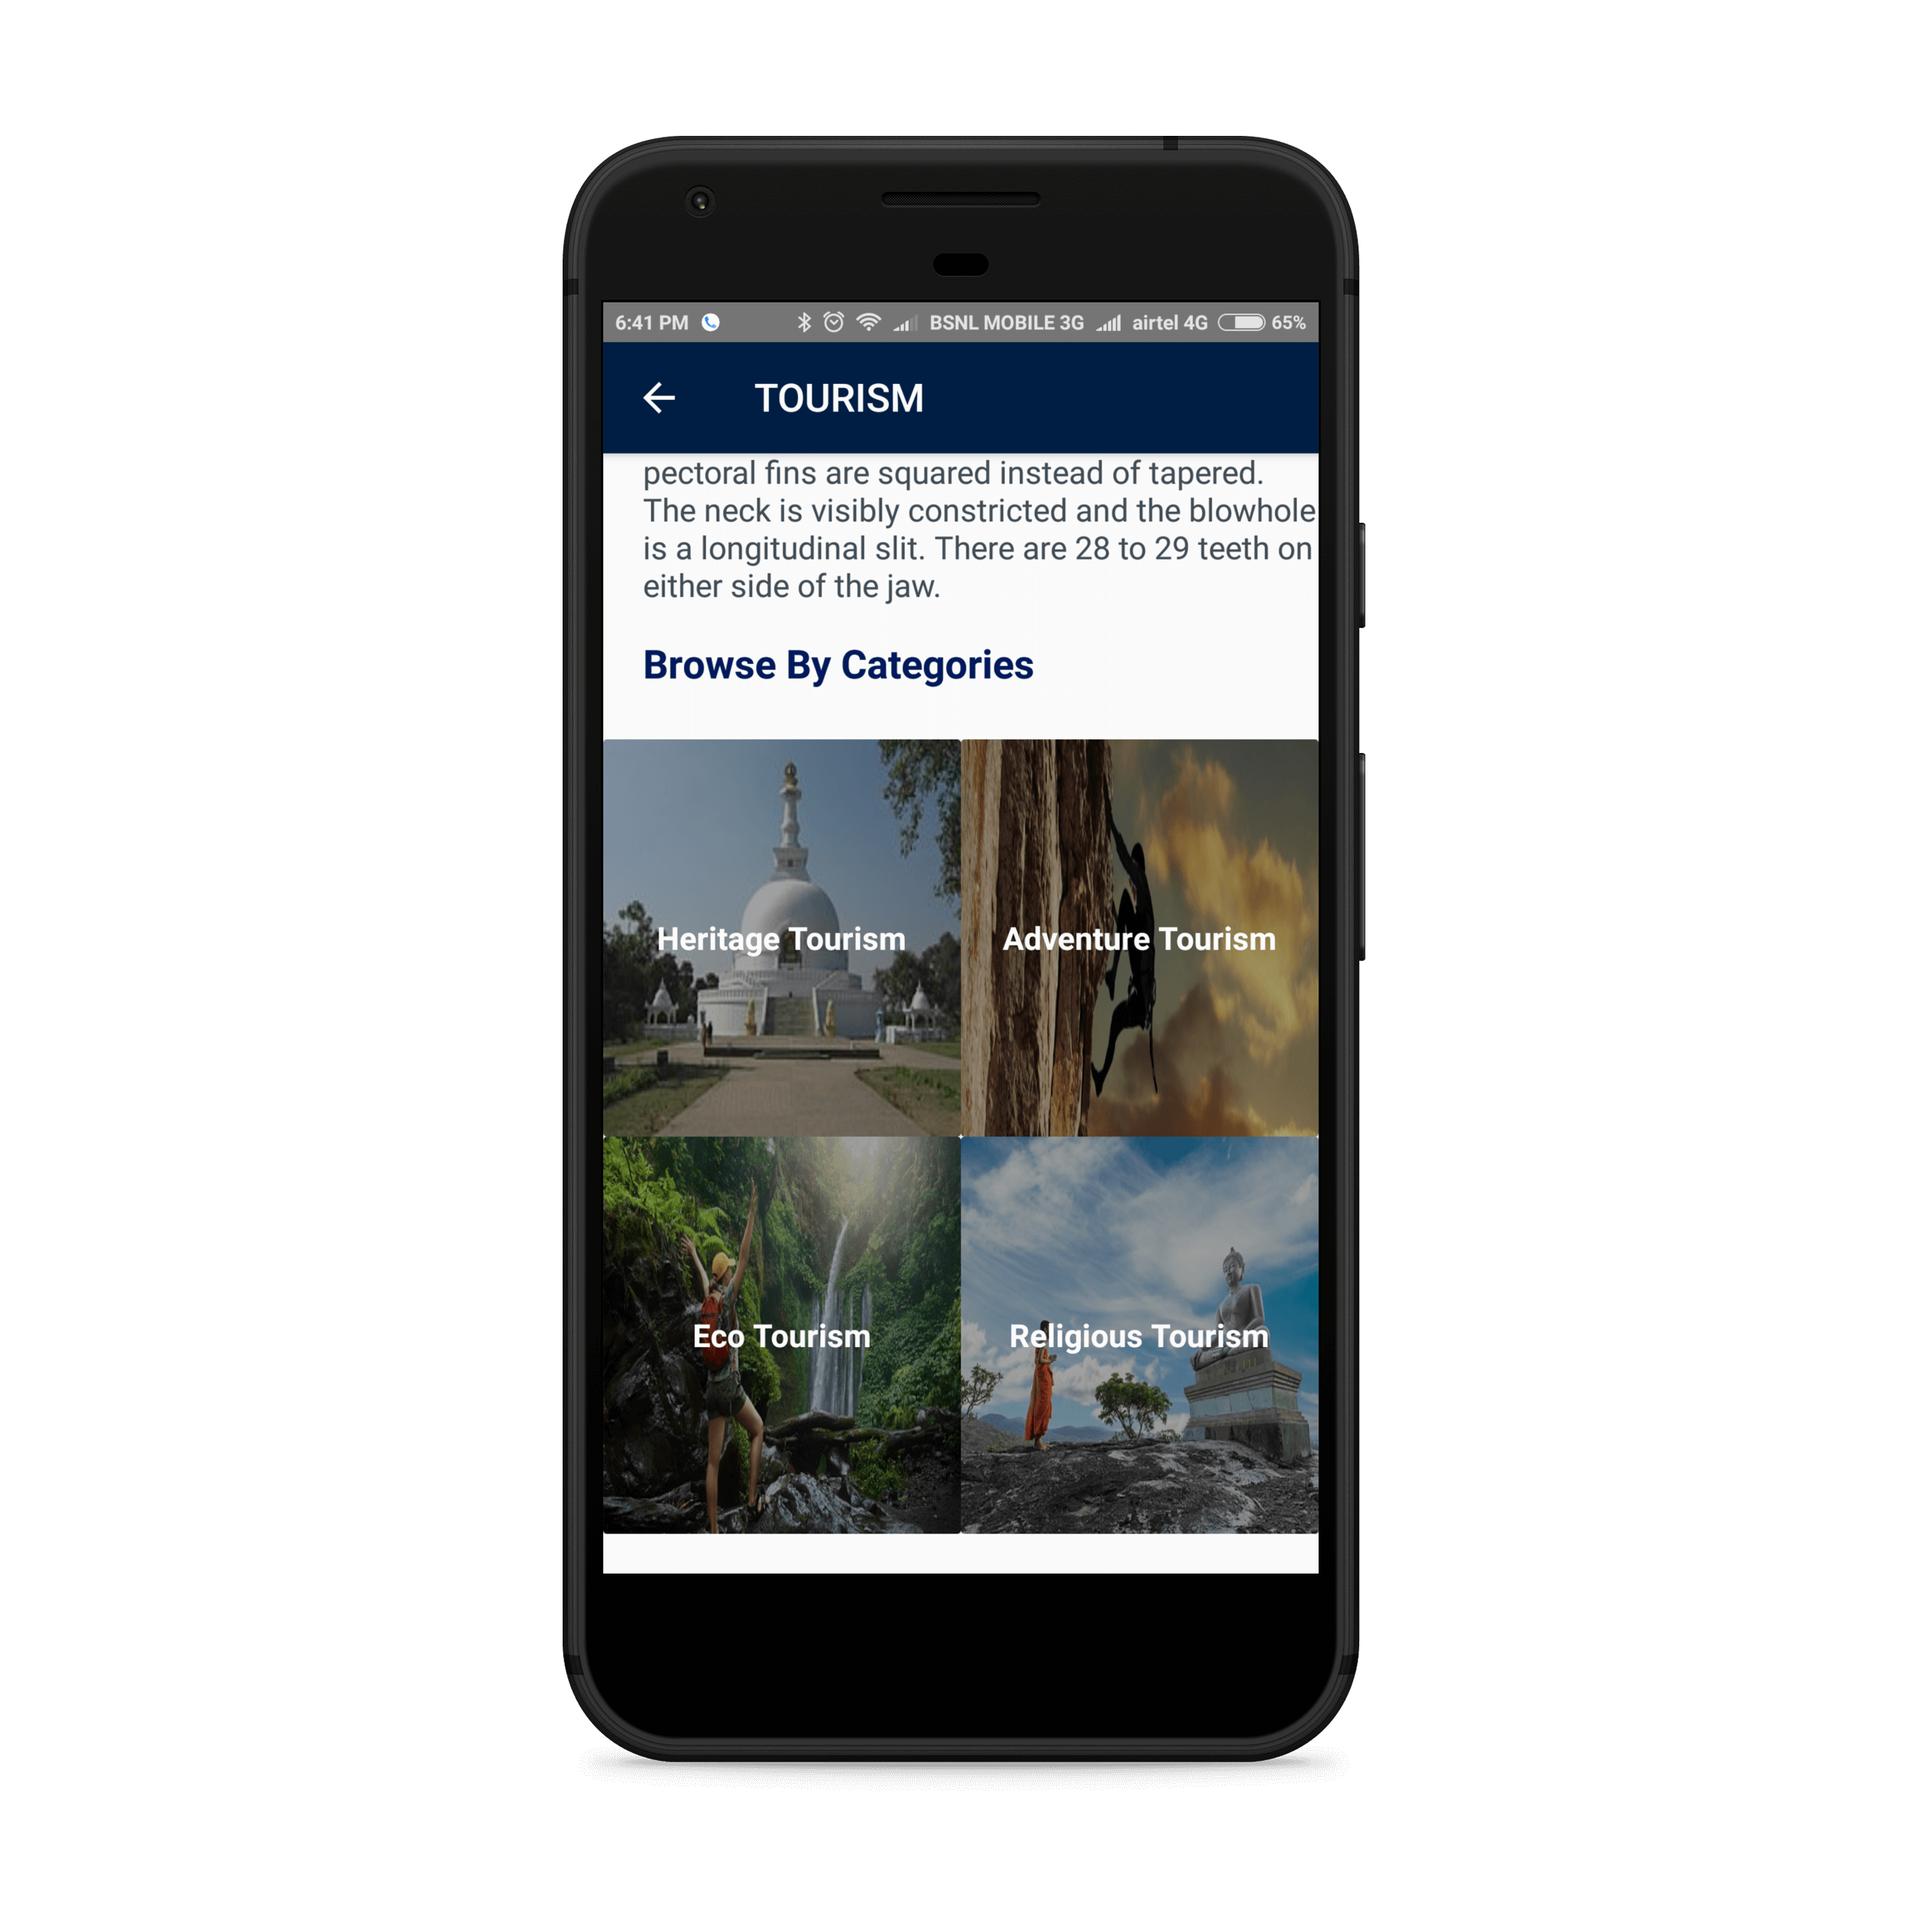 6:41 PM BSNL MOBILE 3G airtel 4G 65%
TOURISM
pectoral fins are squared instead of tapered.
The neck is visibly constricted and the blowhole
is a longitudinal slit. There are 28 to 29 teeth on
either side of the jaw.
Browse By Categories
Heritage Tourism
Adventure Tourism
Eco Tourism
Religious Tourism